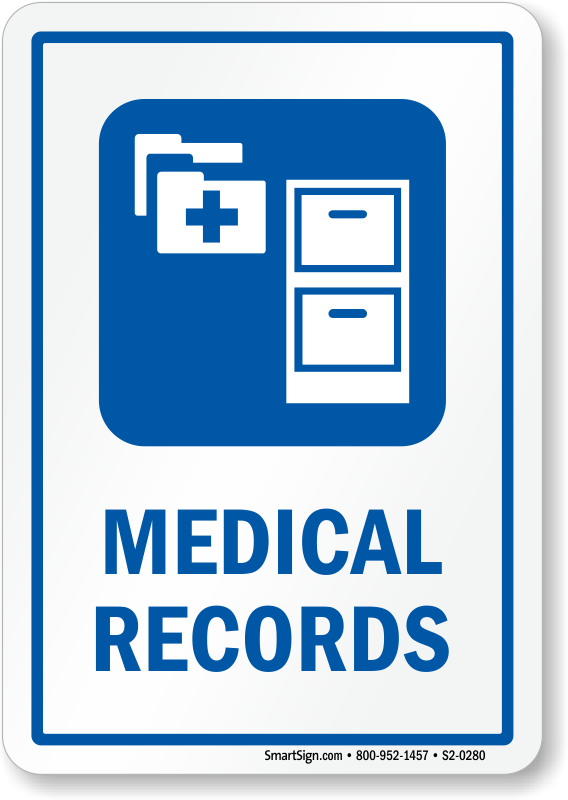 MEDICAL
RECORDS
SmartSign.com • 800-952-1457 • S2-0280